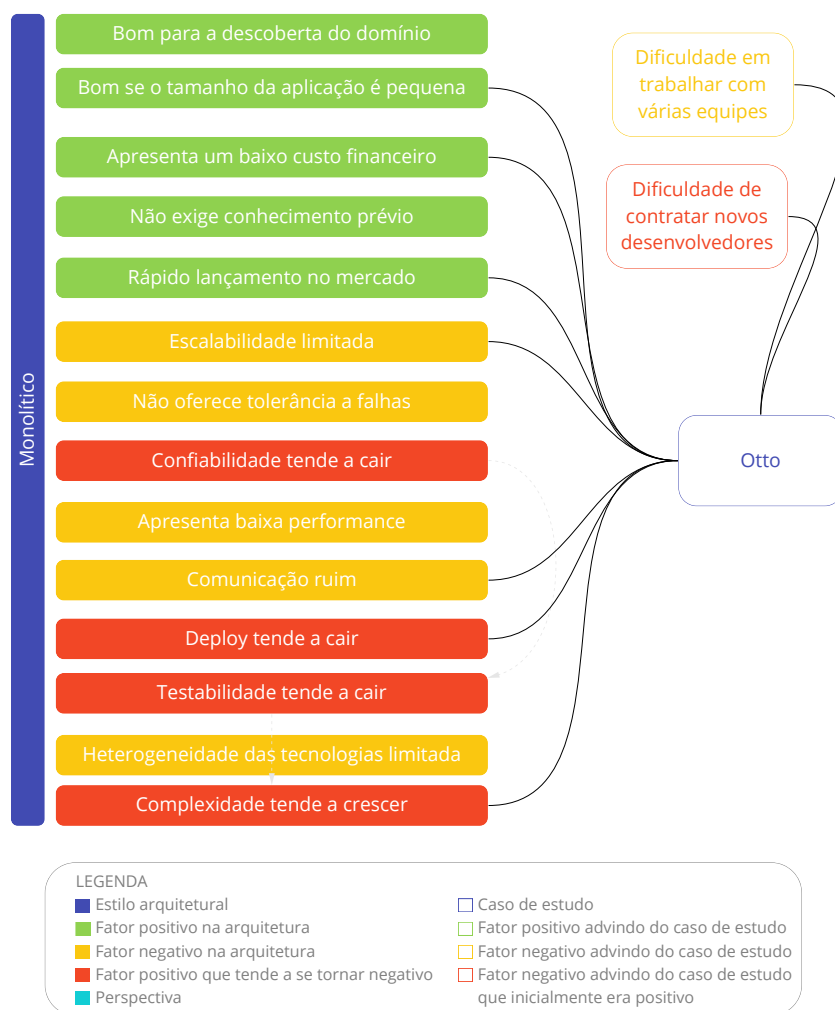 Monolítico
Bom para a descoberta do domínio
Bom se o tamanho da aplicação é pequena
Apresenta um baixo custo financeiro
Não exige conhecimento prévio
Rápido lançamento no mercado
Escalabilidade limitada
Não oferece tolerância a falhas
Confiabilidade tende a cair
Apresenta baixa performance
Comunicação ruim
Deploy tende a cair
Testabilidade tende a cair
Heterogeneidade das tecnologias limitada
Complexidade tende a crescer
Dificuldade em
trabalhar com
várias equipes
Dificuldade de
contratar novos
desenvolvedores
Otto
LEGENDA
Estilo arquitetural
Fator positivo na arquitetura
Fator negativo na arquitetura
Fator positivo que tende a se tornar negativo
Perspectiva
Caso de estudo
Fator positivo advindo do caso de estudo
Fator negativo advindo do caso de estudo
Fator negativo advindo do caso de estudo
que inicialmente era positivo